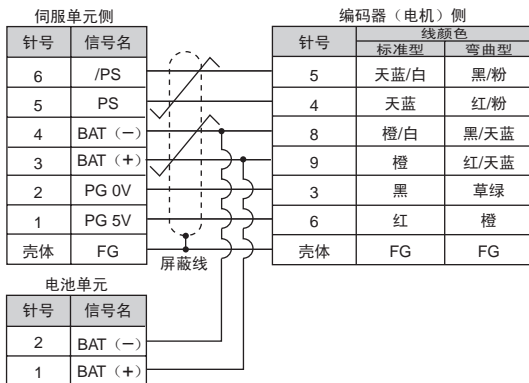 伺服单元侧 编码器（电机）侧
针号 信号名 针号 线颜色
标准型 弯曲型
6 /PS 5 天蓝/白 黑/粉
5 PS 4 天蓝 红/粉
4 BAT（−） 8 橙/白 黑/天蓝
3 BAT（+） 9 橙 红/天蓝
2 PG 0V 3 黑 草绿
1 PG 5V 6 红 橙
壳体 FG 壳体 FG FG
屏蔽线
电池单元
针号 信号名
2 BAT（−）
1 BAT（+）